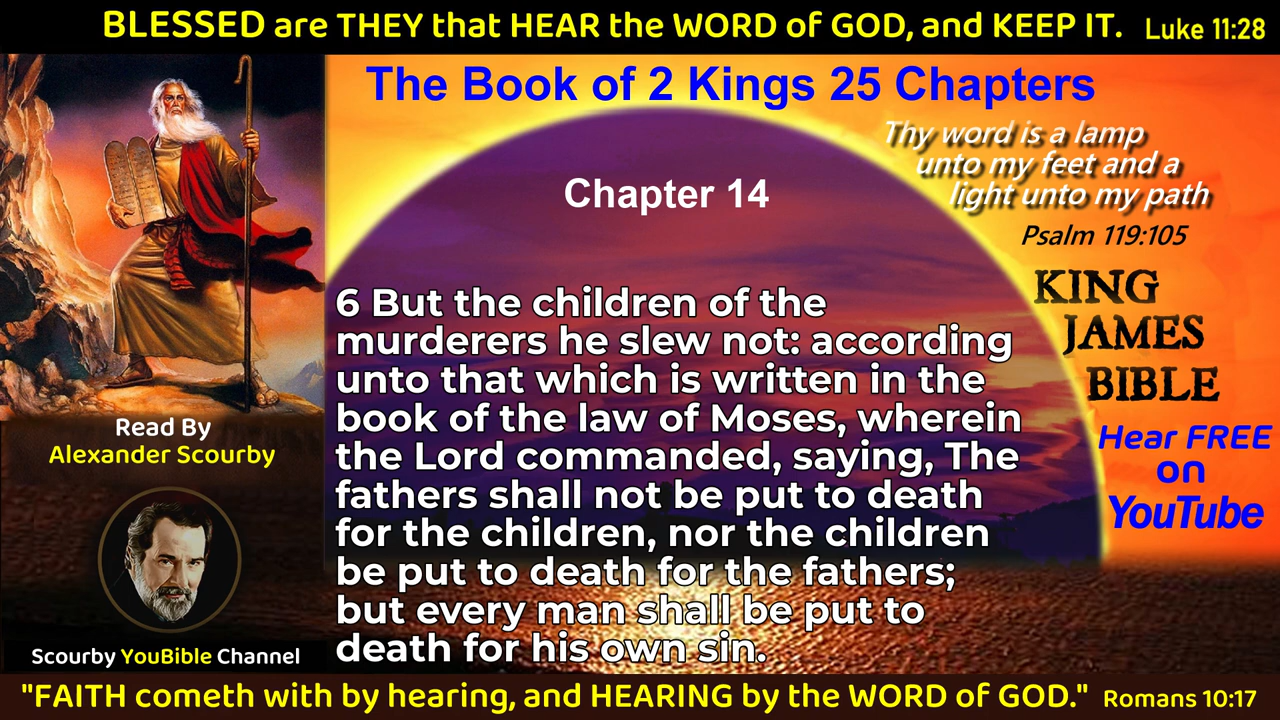 BLESSED are THEY that HEAR the WORD of GOD, and KEEP IT. Luke 11:28
The Book of 2 Kings 25 Chapters
Thy word is a lamp
unto my feet and a
light unto my path
Psalm 119:105
Chapter 14
KING
JAMES
BIBLE
Hear FREE
on
YouTube
6 But the children of the
murderers he slew not: according
unto that which is written in the
book of the law of Moses, wherein
the Lord commanded, saying, The
fathers shall not be put to death
for the children, nor the children
be put to death for the fathers;
but every man shall be put to
death for his own sin.
Read By
Alexander Scourby
Scourby YouBible Channel
"FAITH cometh with by hearing, and HEARING by the WORD of GOD." Romans 10:17